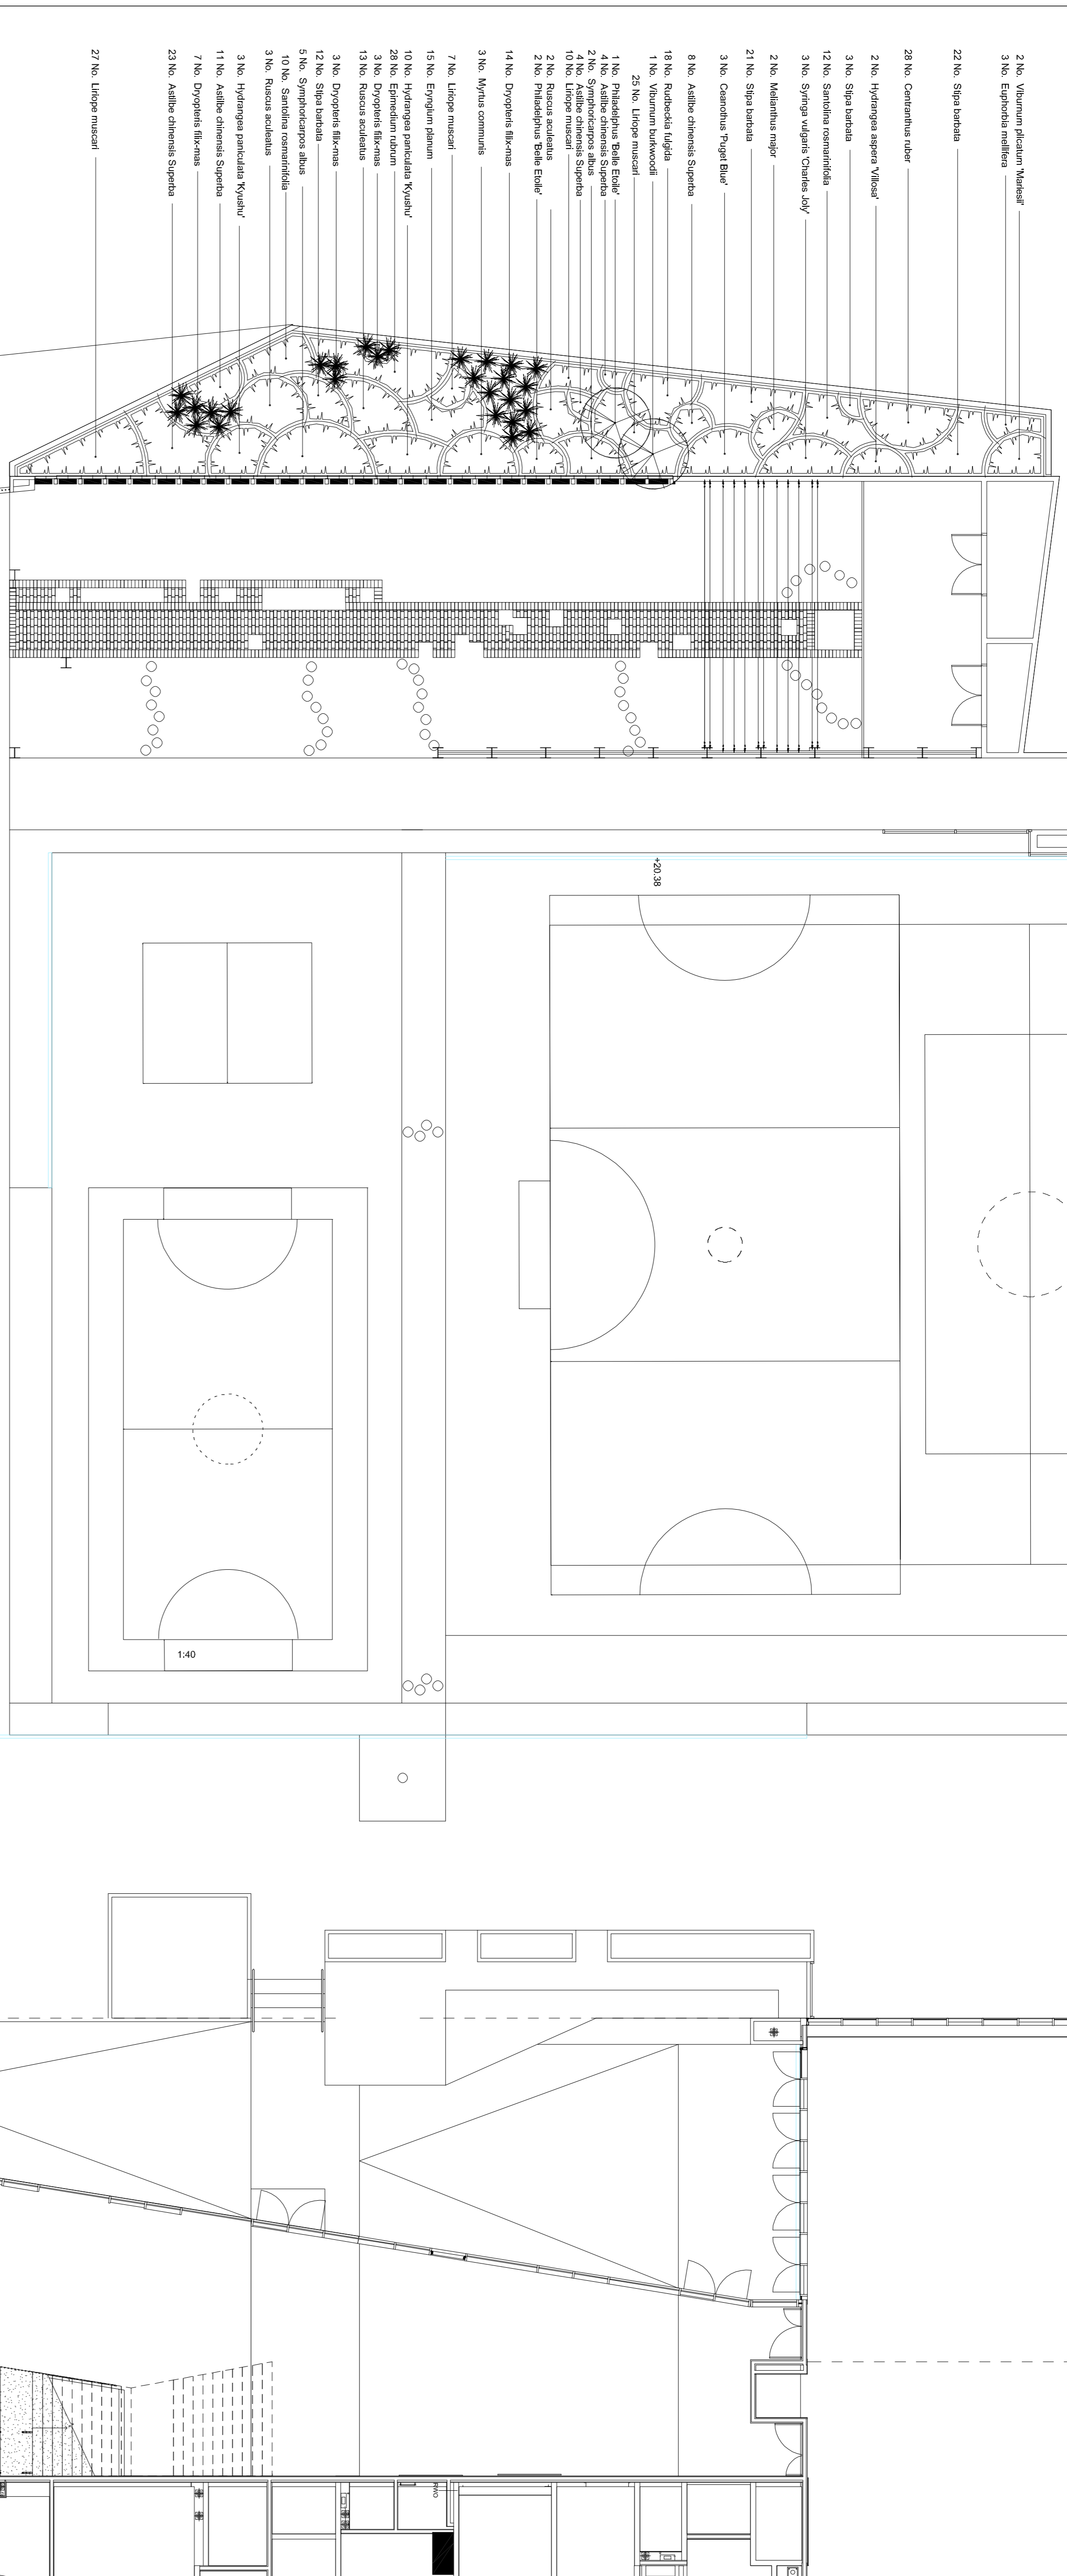 2 No.  Viburnum plicatum 'Mariesii'
3 No.  Euphorbia mellifera
22 No.  Stipa barbata
28 No.  Centranthus ruber
2 No.  Hydrangea aspera 'Villosa'
3 No.  Stipa barbata
12 No.  Santolina rosmarinifolia
3 No.  Syringa vulgaris 'Charles Joly'
2 No.  Melianthus major
21 No.  Stipa barbata
3 No.  Ceanothus 'Puget Blue'
8 No.  Astilbe chinensis Superba
18 No.  Rudbeckia fulgida
1 No.  Viburnum burkwoodii
25 No.  Liriope muscari
1 No.  Philadelphus 'Belle Etoile'
4 No.  Astilbe chinensis Superba
2 No.  Symphoricarpos albus
4 No.  Astilbe chinensis Superba
10 No.  Liriope muscari
2 No.  Ruscus aculeatus
2 No.  Philadelphus 'Belle Etoile'
14 No.  Dryopteris filix-mas
3 No.  Myrtus communis
7 No.  Liriope muscari
15 No.  Eryngium planum
10 No.  Hydrangea paniculata 'Kyushu'
28 No.  Epimedium rubrum
3 No.  Dryopteris filix-mas
13 No.  Ruscus aculeatus
3 No.  Dryopteris filix-mas
12 No.  Stipa barbata
5 No.  Symphoricarpos albus
10 No.  Santolina rosmarinifolia
3 No.  Ruscus aculeatus
3 No.  Hydrangea paniculata 'Kyushu'
11 No.  Astilbe chinensis Superba
7 No.  Dryopteris filix-mas
23 No.  Astilbe chinensis Superba
27 No.  Liriope muscari
+20.38
1:40
RWO